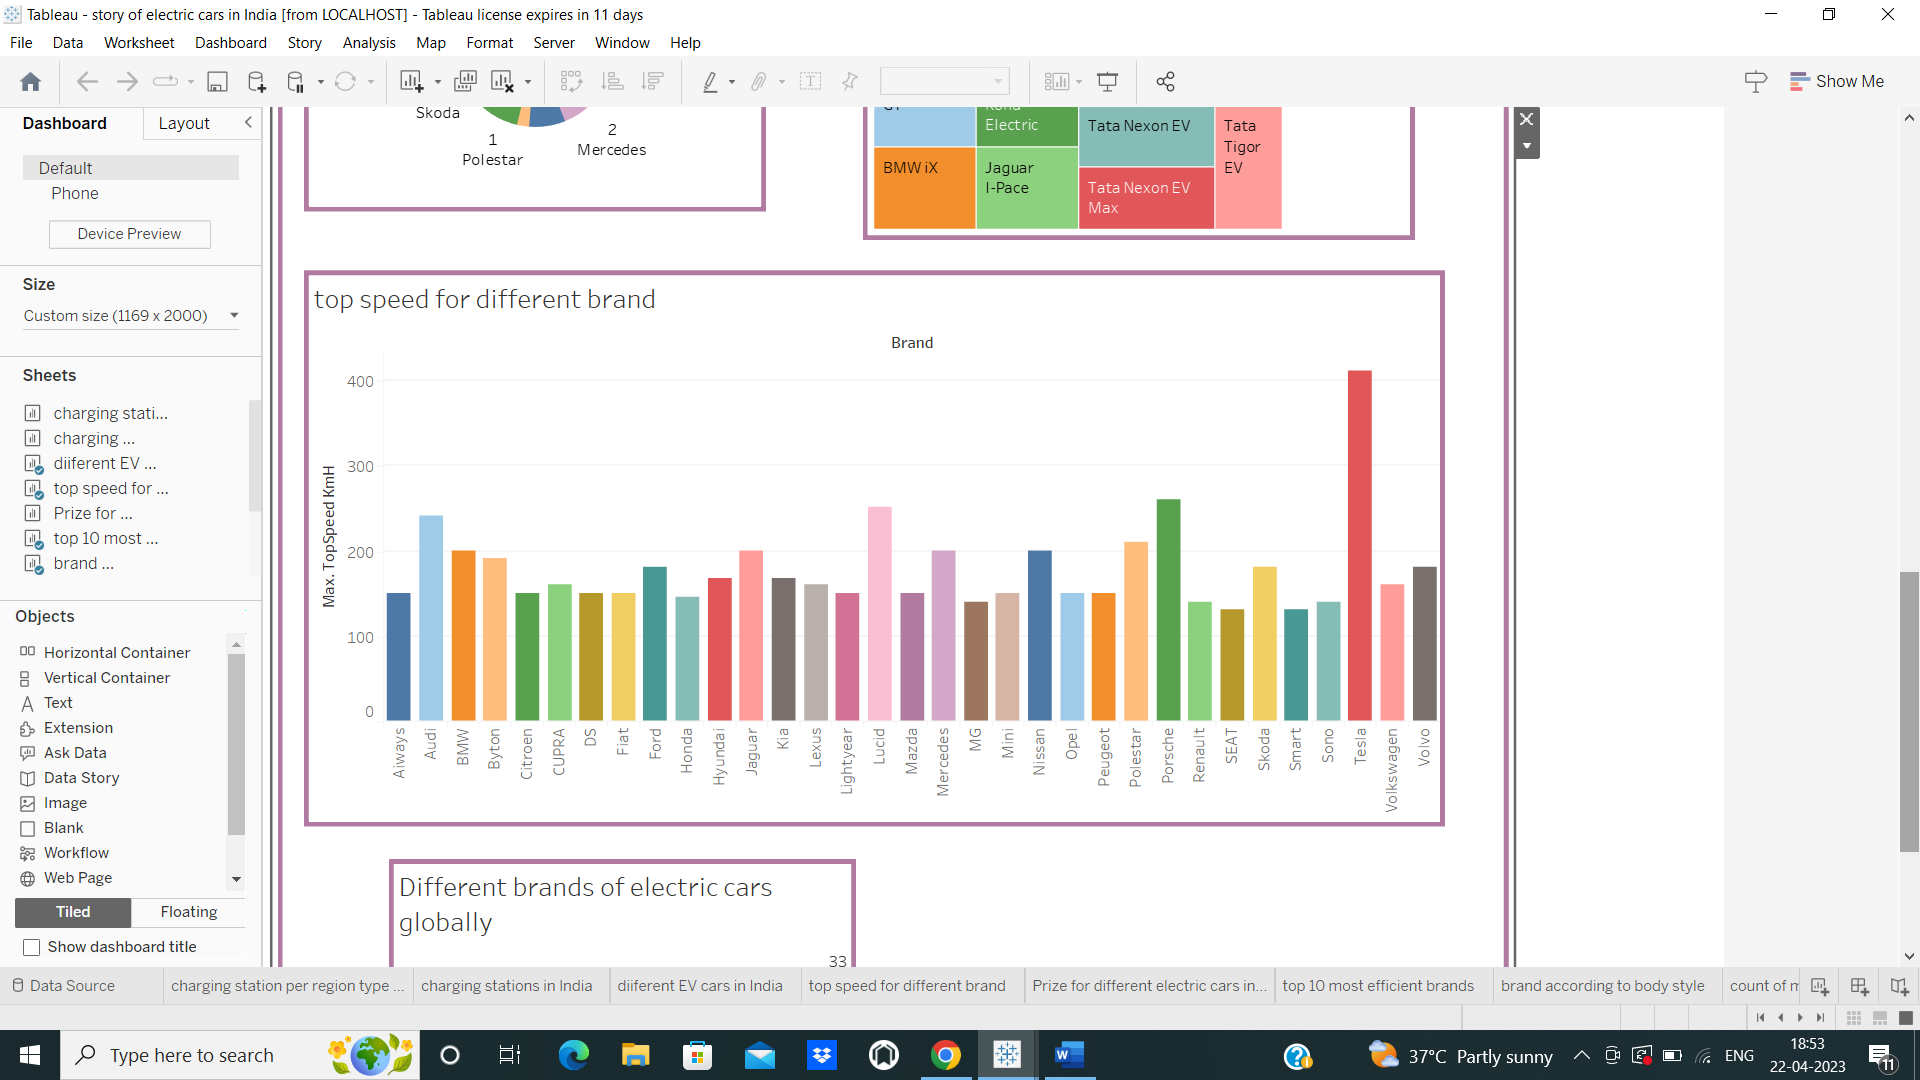 Tableau - story of electric cars in India [from LOCALHOST] - Tableau license expires in 11 days
File Data Worksheet Dashboard Story Analysis Map Format Server Window Help
Show Me
Dashboard Layout
Default
Phone
Device Preview
Size
Custom size (1169 x 2000)
Sheets
charging stati...
charging ...
diiferent EV ...
top speed for ...
Prize for ...
top 10 most ...
brand ...
Objects
Horizontal Container
Vertical Container
Text
Extension
Ask Data
Data Story
Image
Blank
Workflow
Web Page
Tiled Floating
Show dashboard title
Skoda
1
Polestar
2
Mercedes
Electric
BMW iX
Jaguar
I-Pace
Tata Nexon EV
Tata Nexon EV
Max
Tata
Tigor
EV
top speed for different brand
Brand
Max. TopSpeed KmH
400
300
200
100
0
Aiways
Audi
BMW
Byton
Citroen
CUPRA
DS
Fiat
Ford
Honda
Hyundai
Jaguar
Kia
Lexus
Lightyear
Lucid
Mazda
Mercedes
MG
Mini
Nissan
Opel
Peugeot
Polestar
Porsche
Renault
SEAT
Skoda
Smart
Sono
Tesla
Volkswagen
Volvo
Different brands of electric cars
globally
33
Data Source charging station per region type ... charging stations in India diiferent EV cars in India top speed for different brand Prize for different electric cars in... top 10 most efficient brands brand according to body style count of m
Type here to search
37°C Partly sunny
ENG
18:53
22-04-2023
11